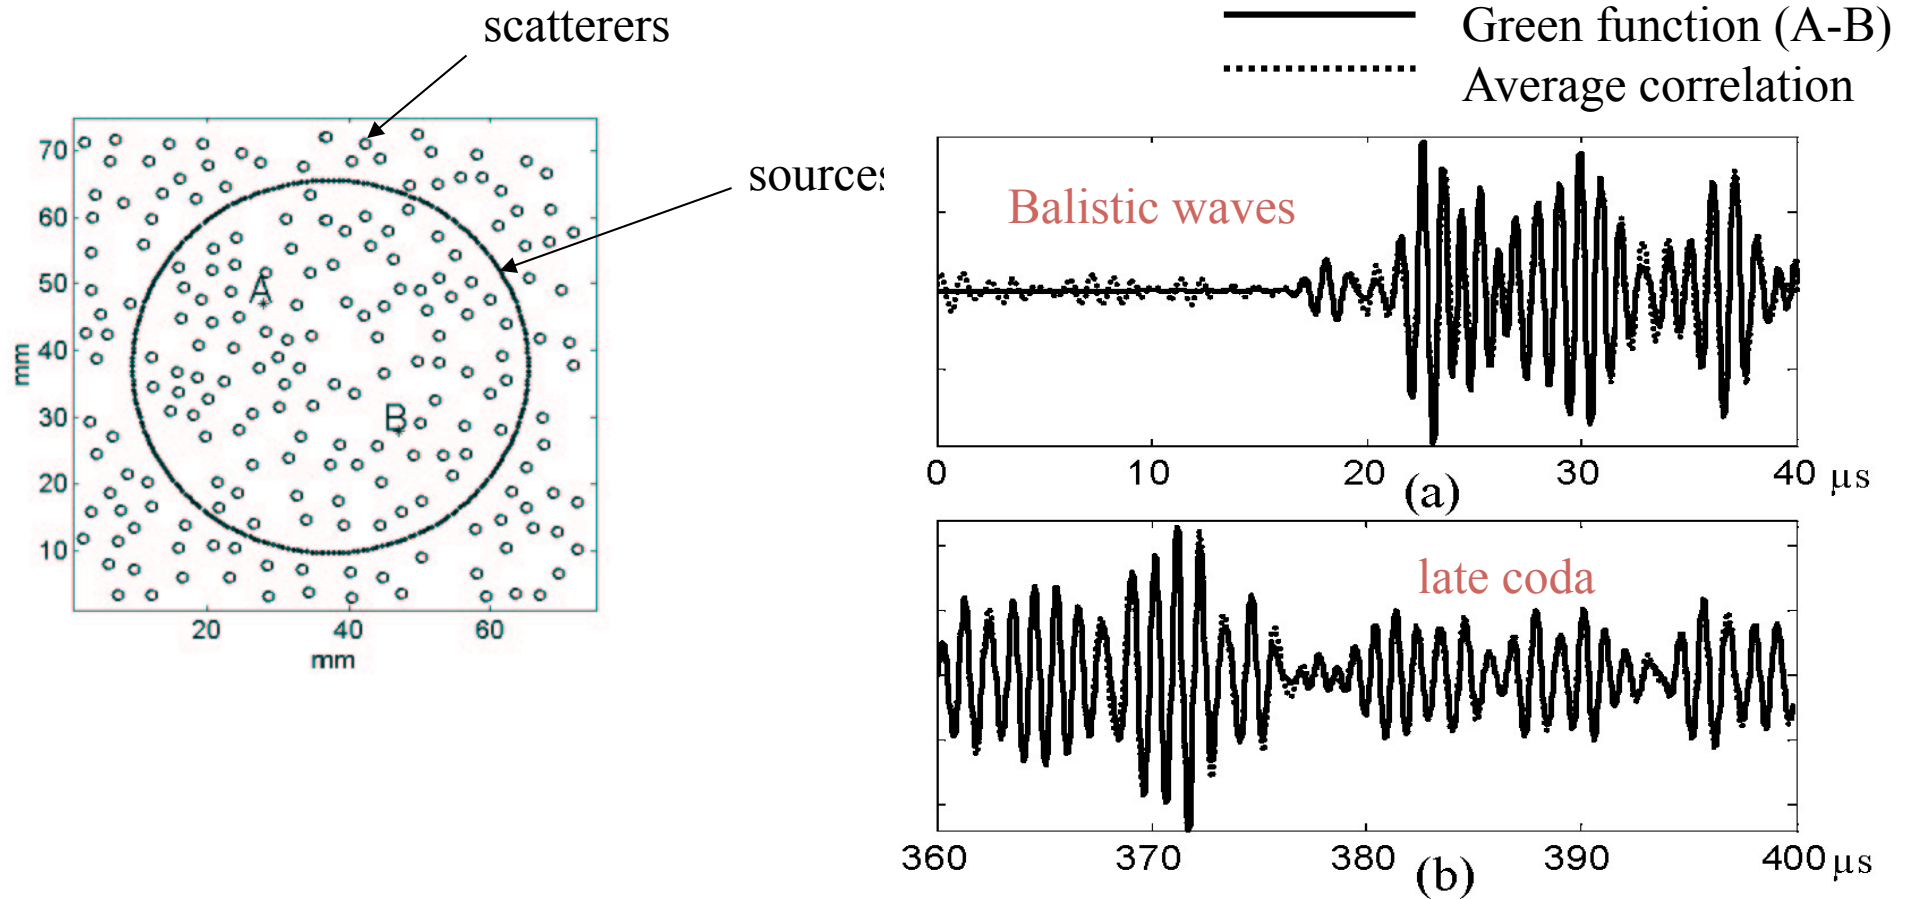 scatterers
sources
Green function (A-B)
Average correlation
70
60
50
40
30
20
10
mm
20
40
60
mm
A
B
Balistic waves
0
10
20
30
40 µs
(a)
late coda
360
370
380
390
400 µs
(b)